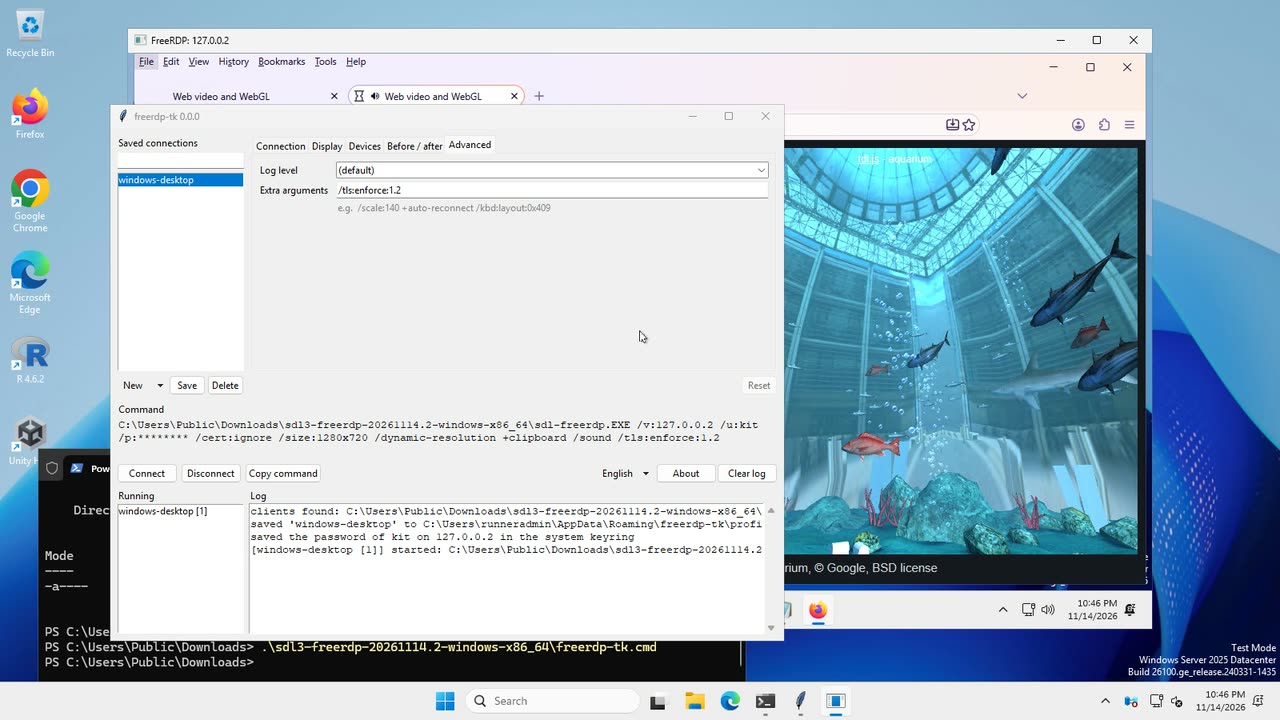 Recycle Bin
Firefox
Google
Chrome
Microsoft
Edge
R 4.6.2
Unity H
FreeRDP: 127.0.0.2
File Edit View History Bookmarks Tools Help
Web video and WebGL
Web video and WebGL
freerdp-tk 0.0.0
Saved connections
windows-desktop
New
Save
Delete
Connection Display Devices Before / after Advanced
Log level
(default)
Extra arguments
/tls:enforce:1.2
e.g. /scale:140 +auto-reconnect /kbd:layout:0x409
Reset
Command
C:\Users\Public\Downloads\sdl3-freerdp-20261114.2-windows-x86_64\sdl-freerdp.EXE /v:127.0.0.2 /u:kit
/p:******** /cert:ignore /size:1280x720 /dynamic-resolution +clipboard /sound /tls:enforce:1.2
Connect
Disconnect
Copy command
English
About
Clear log
Running
windows-desktop [1]
Log
clients found: C:\Users\Public\Downloads\sdl3-freerdp-20261114.2-windows-x86_64\
saved 'windows-desktop' to C:\Users\runneradmin\AppData\Roaming\freerdp-tk\profi
saved the password of kit on 127.0.0.2 in the system keyring
[windows-desktop [1]] started: C:\Users\Public\Downloads\sdl3-freerdp-20261114.2
aquarium
rium, © Google, BSD license
10:46 PM
11/14/2026
Pow
Direc
Mode
----
-a----
PS C:\Use
PS C:\Users\Public\Downloads> .\sdl3-freerdp-20261114.2-windows-x86_64\freerdp-tk.cmd
PS C:\Users\Public\Downloads>
Test Mode
Windows Server 2025 Datacenter
Build 26100.ge_release.240331-1435
Search
10:46 PM
11/14/2026